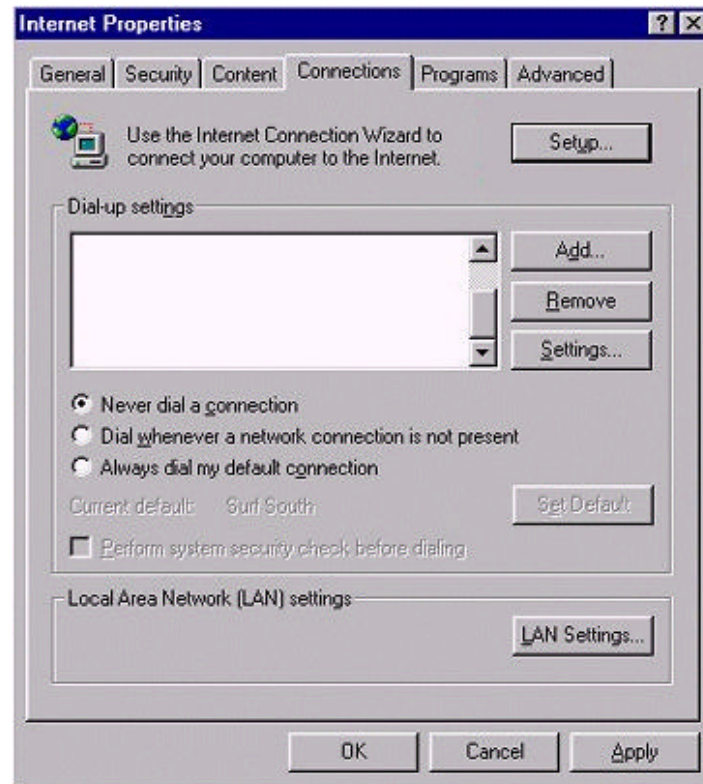 Internet Properties
General Security Content Connections Programs Advanced
Use the Internet Connection Wizard to
connect your computer to the Internet.
Setup...
Dial-up settings
Add...
Remove
Settings...
Never dial a connection
Dial whenever a network connection is not present
Always dial my default connection
Current default: Surf South
Set Default
Perform system security check before dialing
Local Area Network (LAN) settings
LAN Settings...
OK Cancel Apply